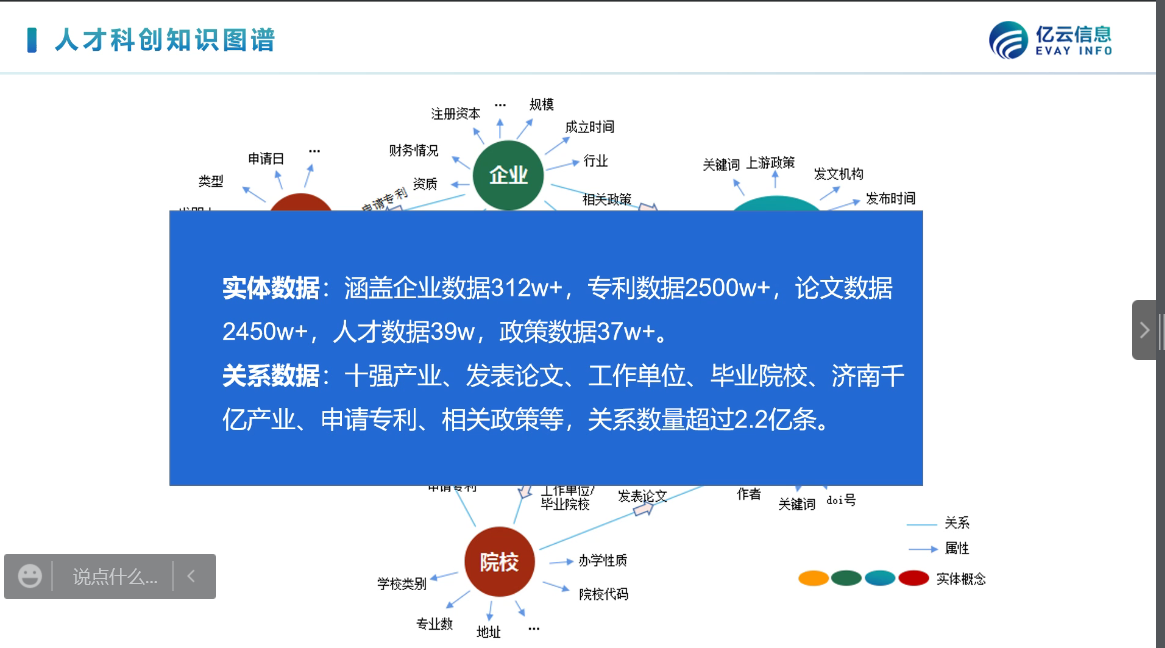 人才科创知识图谱
亿云信息
EVAY INFO
注册资本
...
规模
成立时间
财务情况
企业
行业
资质
申请专利
相关政策
申请日
...
类型
关键词
上游政策
发文机构
发布时间
实体数据：涵盖企业数据312w+，专利数据2500w+，论文数据
2450w+，人才数据39w，政策数据37w+。
关系数据：十强产业、发表论文、工作单位、毕业院校、济南千
亿产业、申请专利、相关政策等，关系数量超过2.2亿条。
申请专利
工作单位/
毕业院校
发表论文
作者
关键词
doi号
院校
办学性质
学校类别
院校代码
专业数
地址
...
关系
属性
实体概念
说点什么...